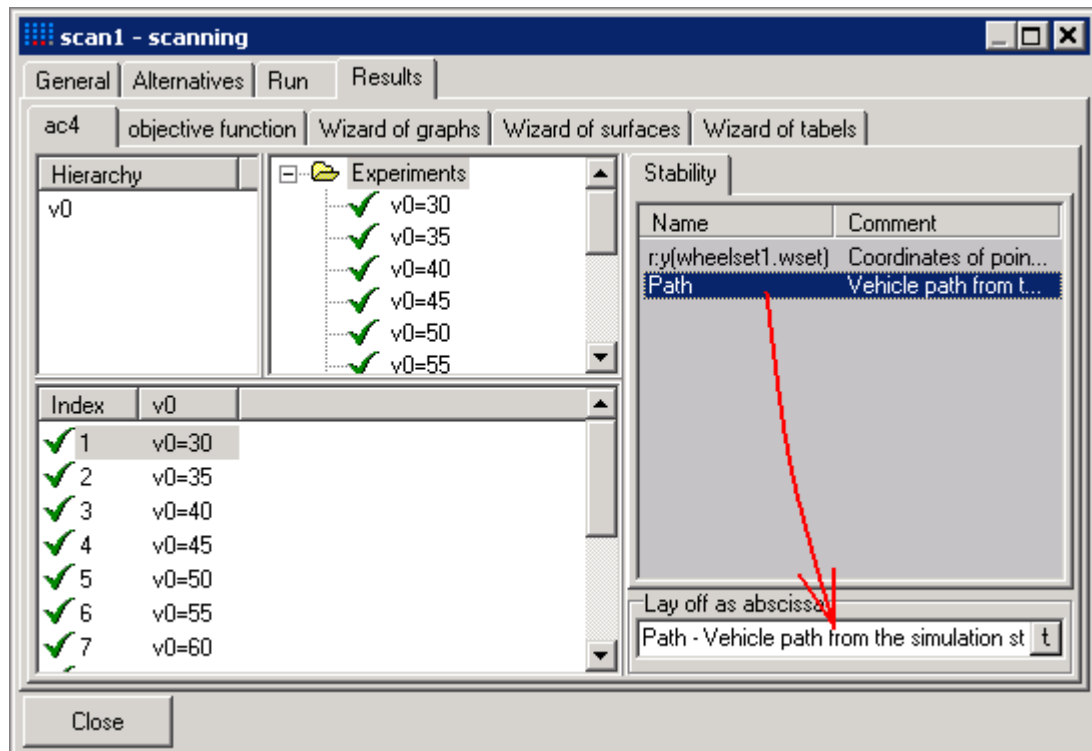 scan1 - scanning
General Alternatives Run Results
ac4 objective function Wizard of graphs Wizard of surfaces Wizard of tabels
Hierarchy
v0
Experiments
v0=30
v0=35
v0=40
v0=45
v0=50
v0=55
Stability
Name Comment
r:y(wheelset1.wset) Coordinates of poin...
Path Vehicle path from t...
Index v0
1 v0=30
2 v0=35
3 v0=40
4 v0=45
5 v0=50
6 v0=55
7 v0=60
Lay off as abscissa
Path - Vehicle path from the simulation st t
Close